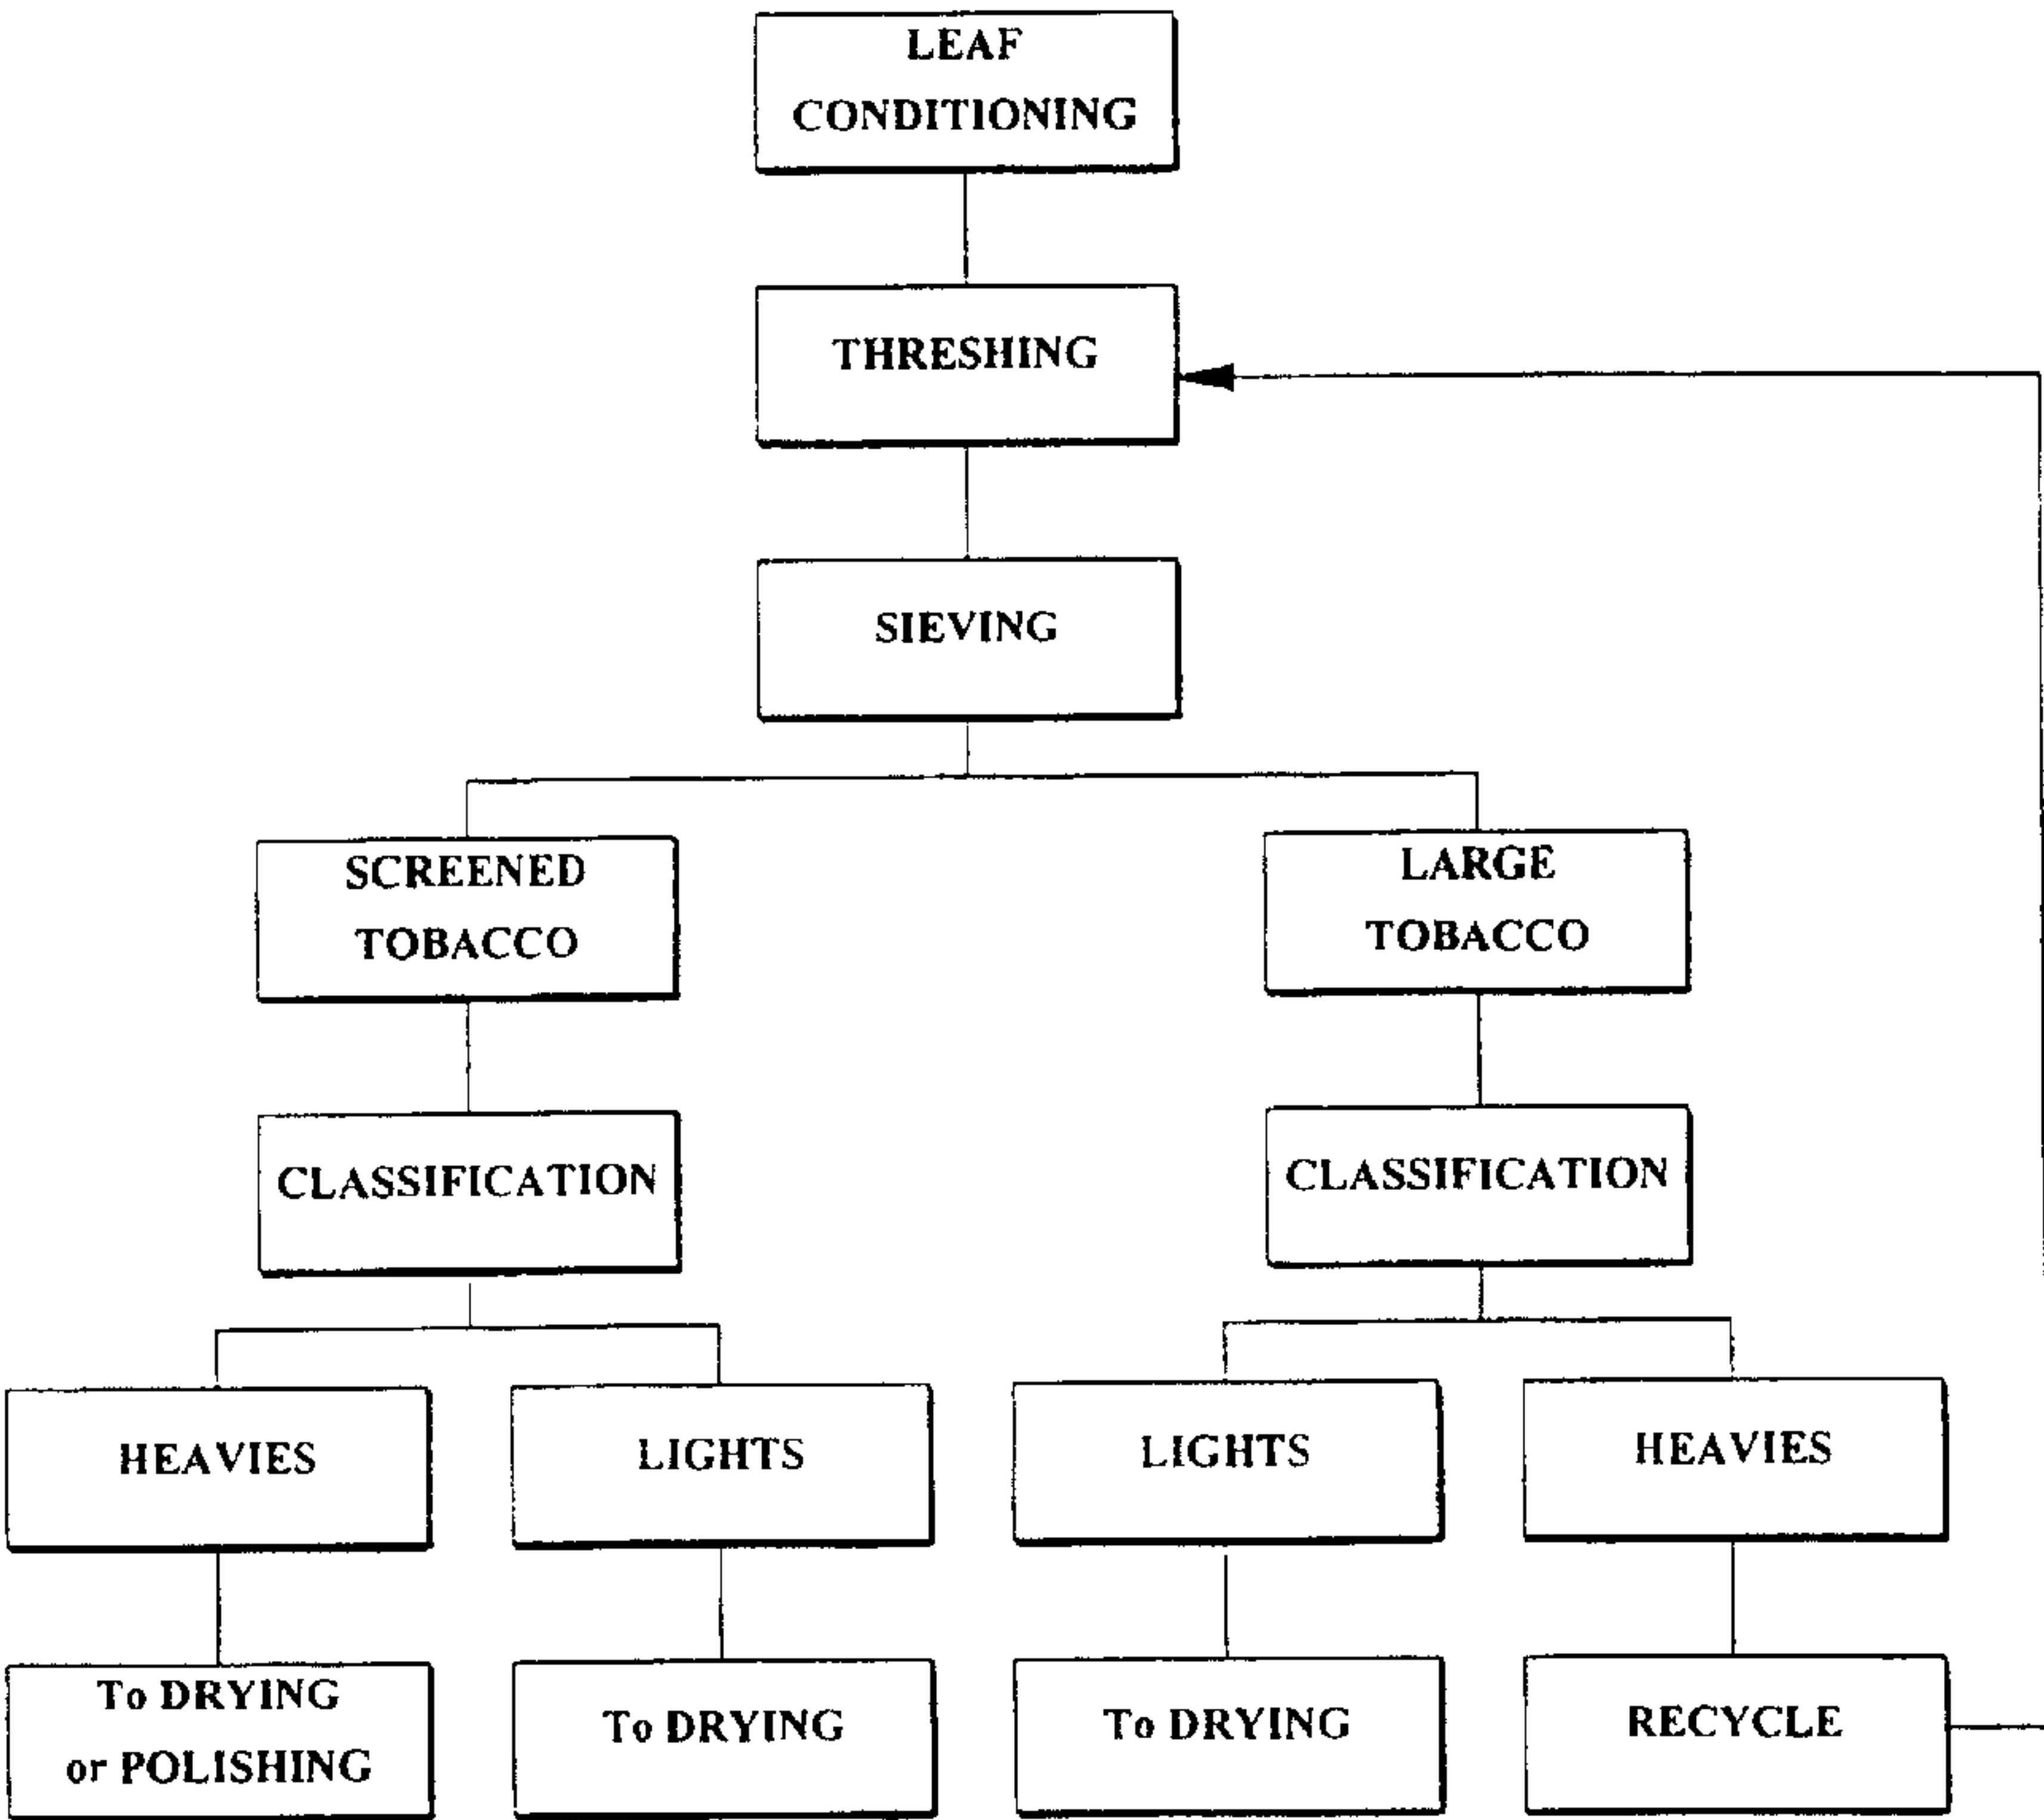 LEAF
CONDITIONING
THRESHING
SIEVING
SCREENED
TOBACCO
LARGE
TOBACCO
CLASSIFICATION
CLASSIFICATION
HEAVIES
LIGHTS
LIGHTS
HEAVIES
To DRYING
or POLISHING
To DRYING
To DRYING
RECYCLE